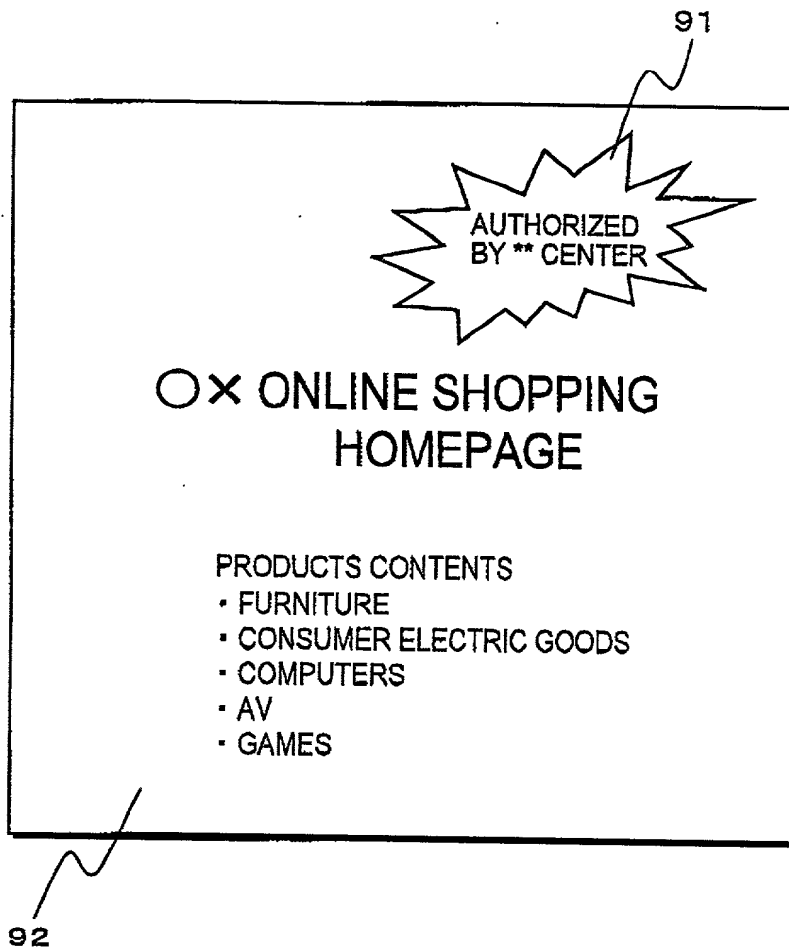 91
AUTHORIZED
BY ** CENTER
○× ONLINE SHOPPING
HOMEPAGE
PRODUCTS CONTENTS
・FURNITURE
・CONSUMER ELECTRIC GOODS
・COMPUTERS
・AV
・GAMES
92